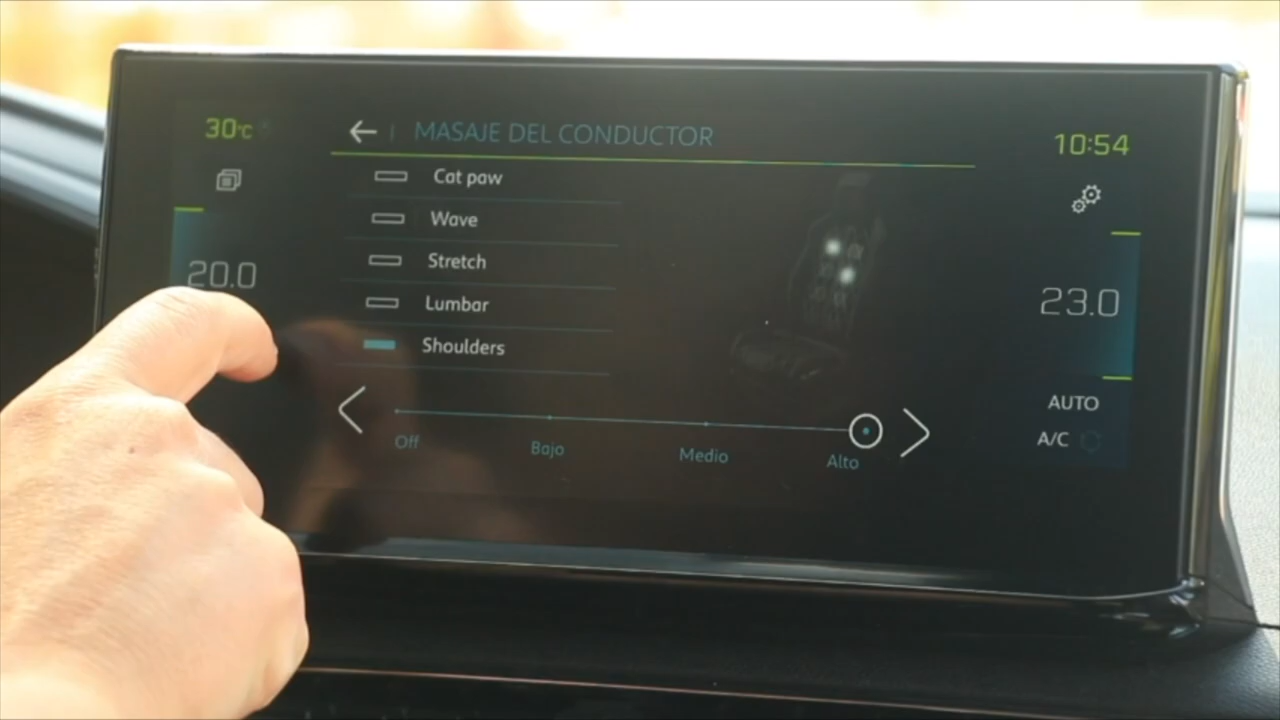 30°C
MASAJE DEL CONDUCTOR
10:54
Cat paw
Wave
Stretch
20.0
Lumbar
23.0
Shoulders
AUTO
A/C
Off
Bajo
Medio
Alto